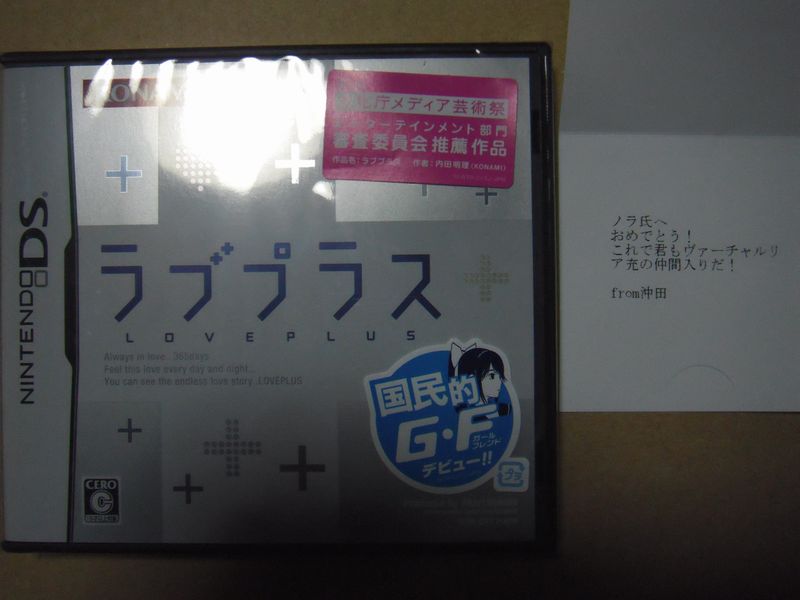 NINTENDO DS
KONAMI
庁メディア芸術祭
ターテインメント部門
審査委員会推薦作品
作品名:ラブプラス 作者:内田明理(KONAMI)
ラブプラス
LOVEPLUS
Always in love...365days
Feel this love every day and night...
You can see the endless love story .LOVEPLUS
国民的
G・F
ガール
フレンド
デビュー!!
プラ
CERO
C
ノラ氏へ
おめでとう!
これで君もヴァーチャルリ
ア充の仲間入りだ!
from沖田